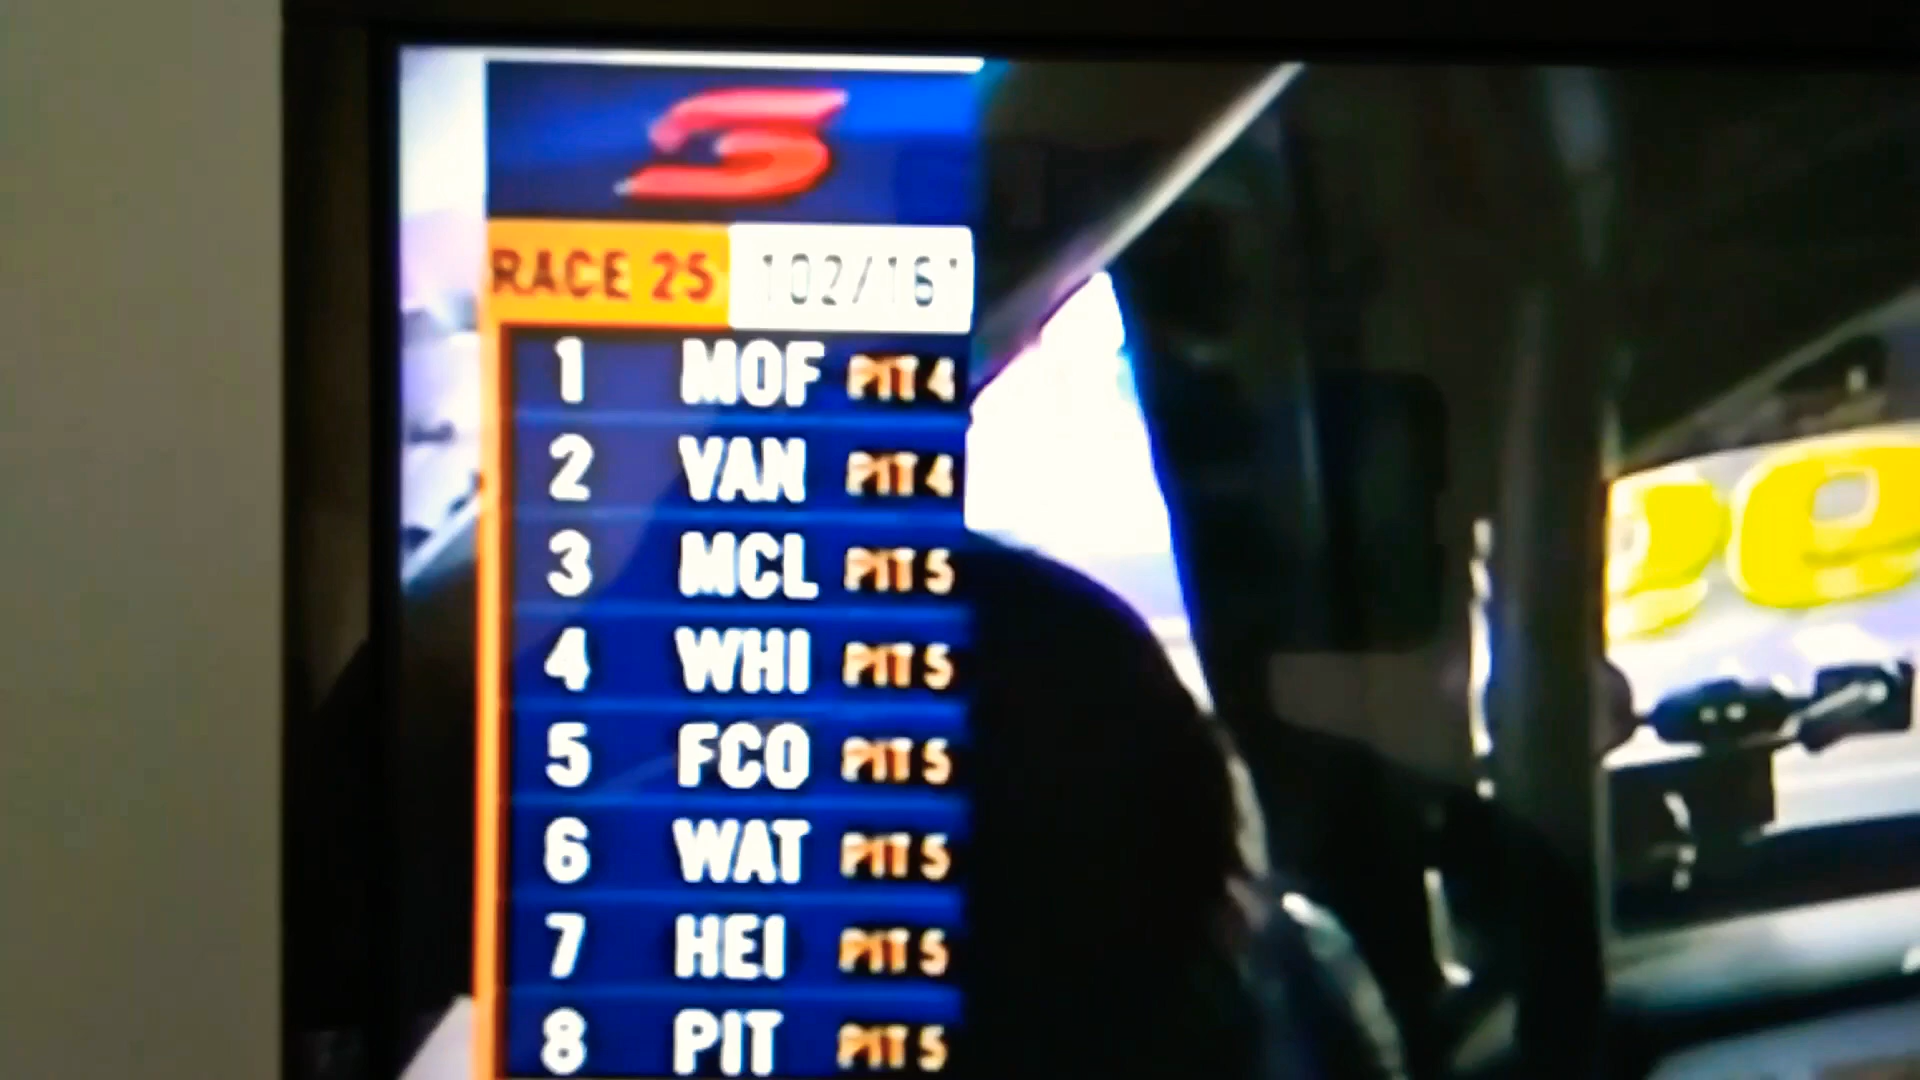 RACE 25 102/161
1 MOF PIT 4
2 VAN PIT 4
3 MCL PIT 5
4 WHI PIT 5
5 FCO PIT 5
6 WAT PIT 5
7 HEI PIT 5
8 PIT PIT 5